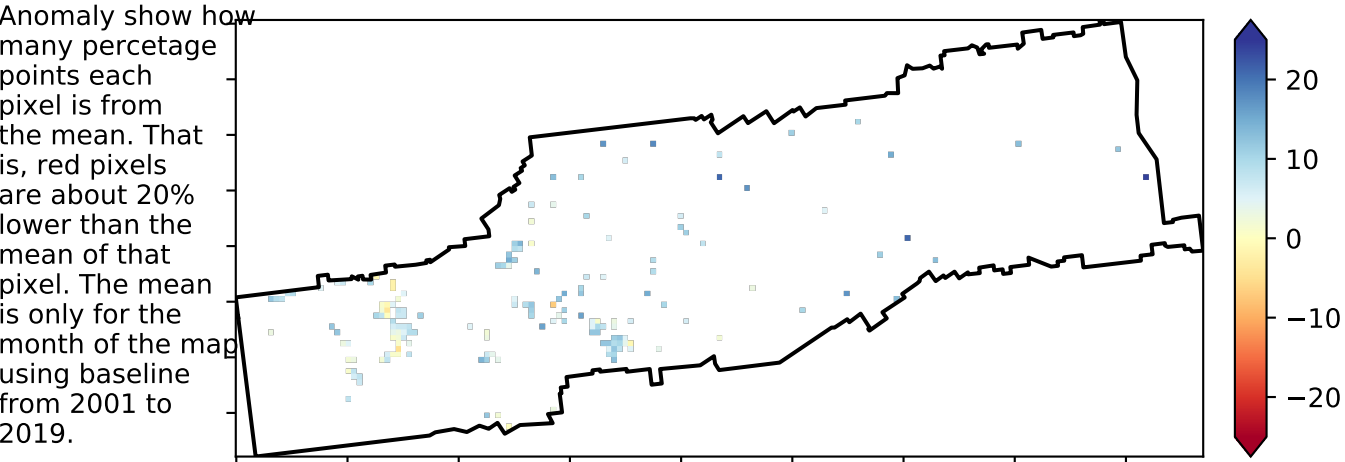 Anomaly show how
many percetage
points each
pixel is from
the mean. That
is, red pixels
are about 20%
lower than the
mean of that
pixel. The mean
is only for the
month of the map
using baseline
from 2001 to
2019.
20
10
0
−10
−20